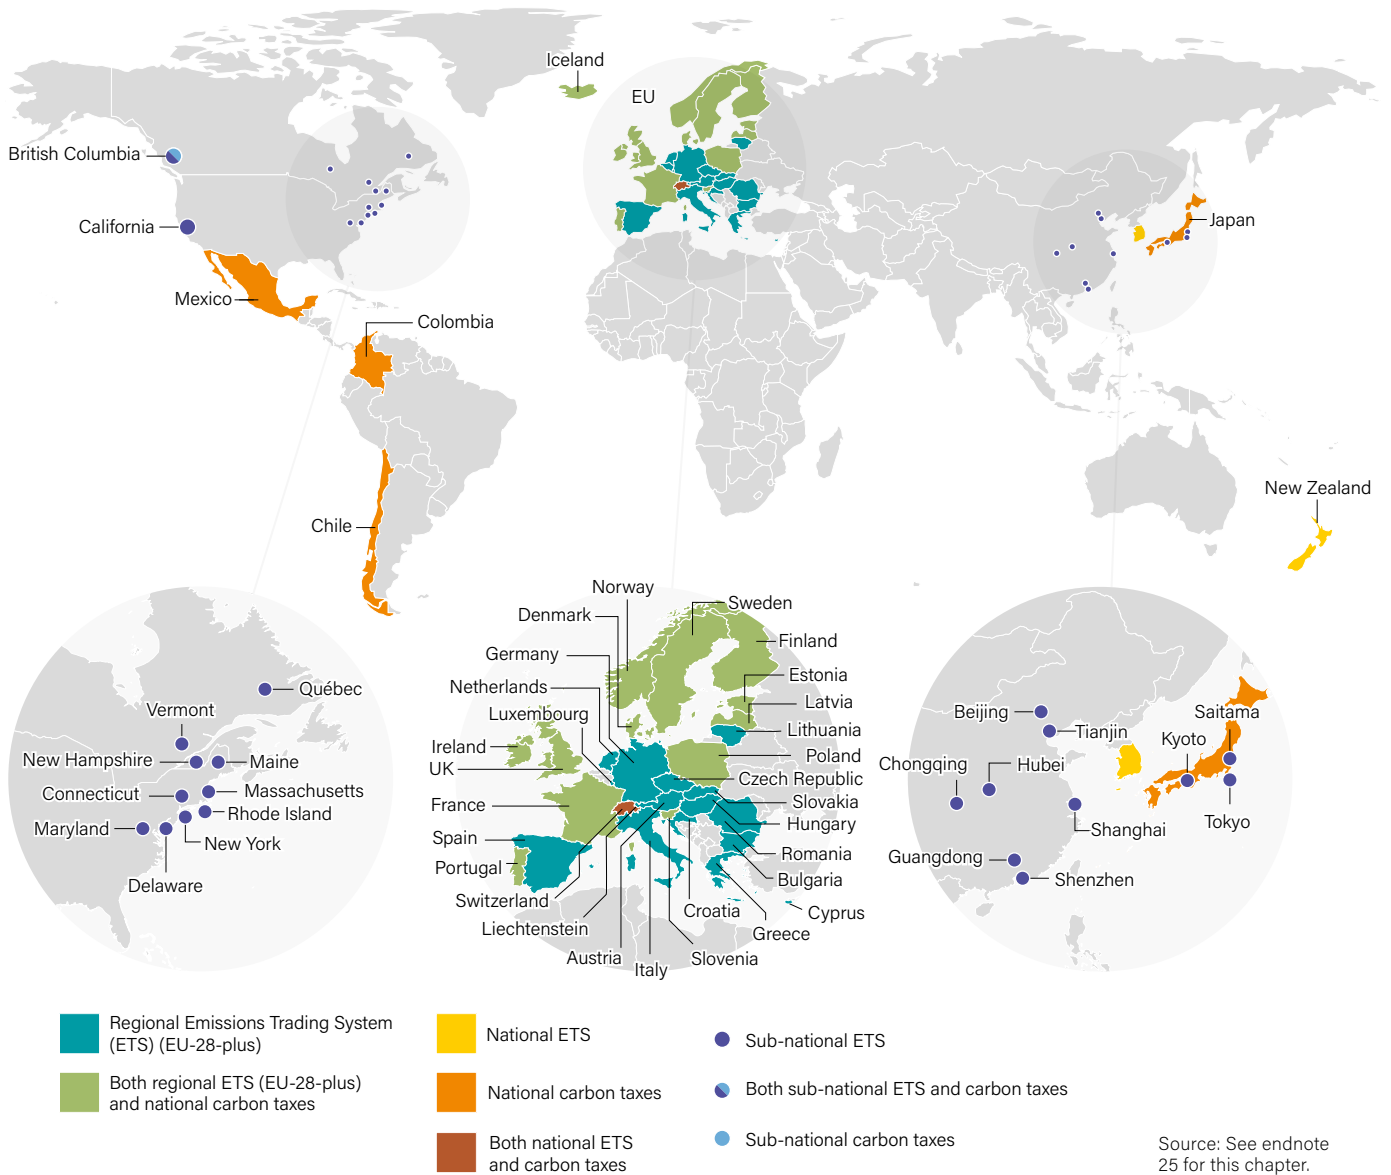 Iceland
EU
British Columbia
California
Japan
Mexico
Colombia
New Zealand
Chile
Québec
Vermont
New Hampshire
Maine
Connecticut
Massachusetts
Rhode Island
Maryland
New York
Delaware
Norway
Sweden
Denmark
Finland
Germany
Estonia
Netherlands
Latvia
Luxembourg
Lithuania
Ireland
Poland
UK
Czech Republic
France
Slovakia
Hungary
Spain
Romania
Portugal
Bulgaria
Switzerland
Croatia
Cyprus
Liechtenstein
Greece
Austria
Slovenia
Italy
Saitama
Beijing
Tianjin
Kyoto
Chongqing
Hubei
Tokyo
Shanghai
Guangdong
Shenzhen
Regional Emissions Trading System
(ETS) (EU-28-plus)
Both regional ETS (EU-28-plus)
and national carbon taxes
National ETS
National carbon taxes
Both national ETS
and carbon taxes
Sub-national ETS
Both sub-national ETS and carbon taxes
Sub-national carbon taxes
Source: See endnote
25 for this chapter.